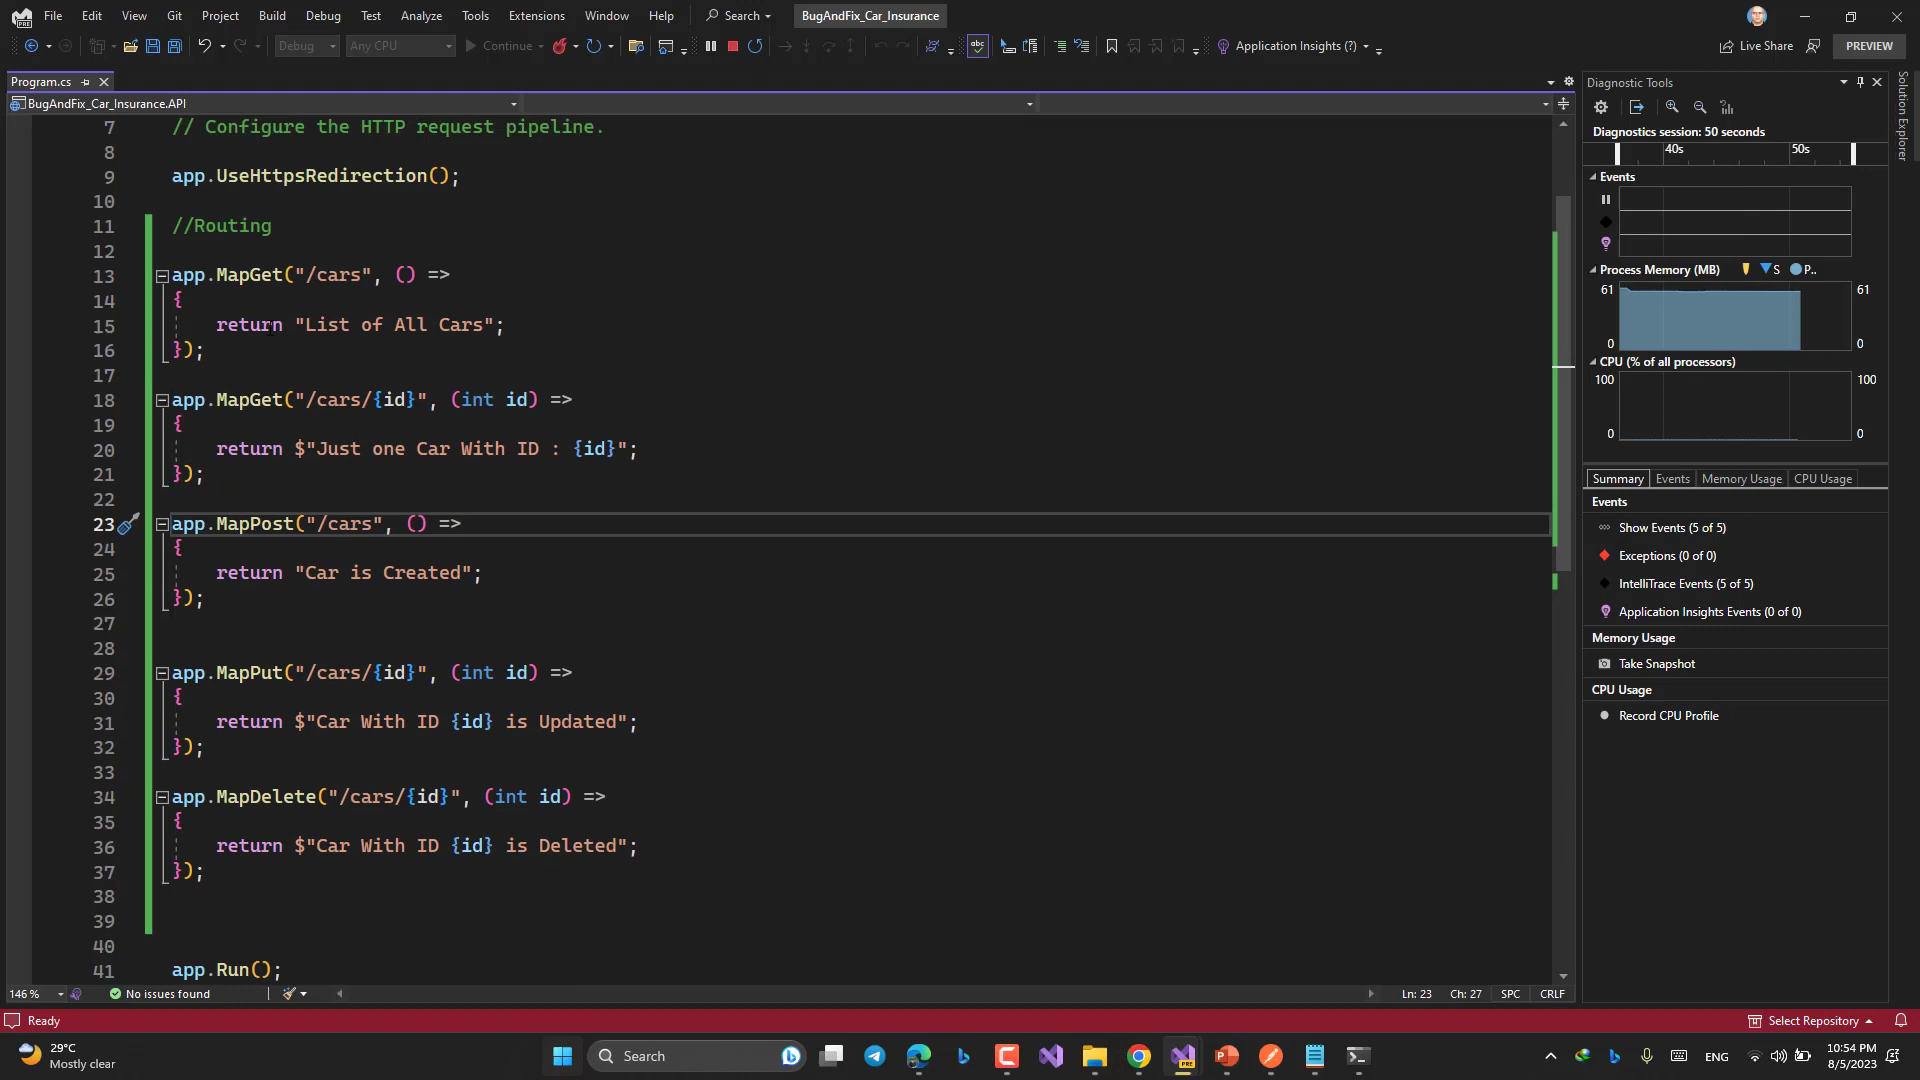 File Edit View Git Project Build Debug Test Analyze Tools Extensions Window Help Search BugAndFix_Car_Insurance
Debug Any CPU Continue Application Insights (?) Live Share PREVIEW
Program.cs
BugAndFix_Car_Insurance.API
7 // Configure the HTTP request pipeline.
8
9 app.UseHttpsRedirection();
10
11 //Routing
12
13 app.MapGet("/cars", () =>
14 {
15 return "List of All Cars";
16 });
17
18 app.MapGet("/cars/{id}", (int id) =>
19 {
20 return $"Just one Car With ID : {id}";
21 });
22
23 app.MapPost("/cars", () =>
24 {
25 return "Car is Created";
26 });
27
28
29 app.MapPut("/cars/{id}", (int id) =>
30 {
31 return $"Car With ID {id} is Updated";
32 });
33
34 app.MapDelete("/cars/{id}", (int id) =>
35 {
36 return $"Car With ID {id} is Deleted";
37 });
38
39
40
41 app.Run();
146 % No issues found Ln: 23 Ch: 27 SPC CRLF
Diagnostic Tools
Diagnostics session: 50 seconds
40s 50s
Events
Process Memory (MB) S P..
61 61
0 0
CPU (% of all processors)
100 100
0 0
Summary Events Memory Usage CPU Usage
Events
Show Events (5 of 5)
Exceptions (0 of 0)
IntelliTrace Events (5 of 5)
Application Insights Events (0 of 0)
Memory Usage
Take Snapshot
CPU Usage
Record CPU Profile
Solution Explorer
Ready Select Repository
29°C
Mostly clear
Search
ENG
10:54 PM
8/5/2023